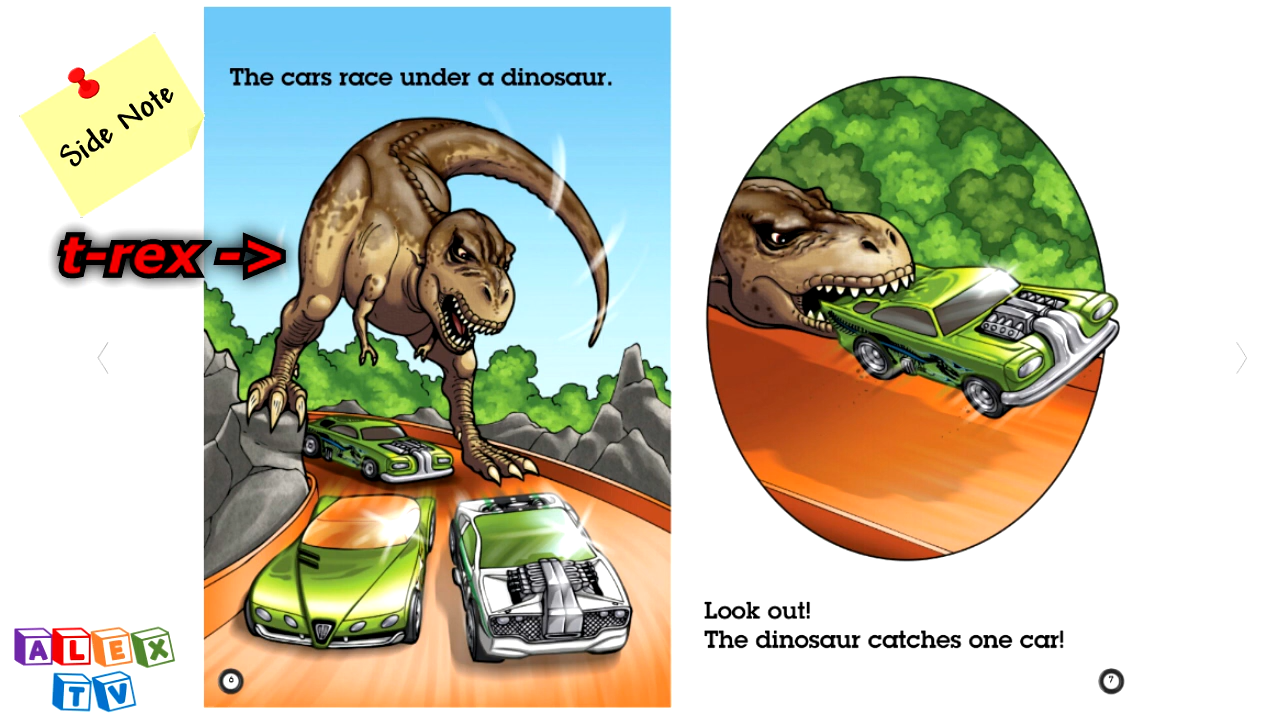 Side Note
t-rex ->
The cars race under a dinosaur.
6
Look out!
The dinosaur catches one car!
7
ALEX
TV